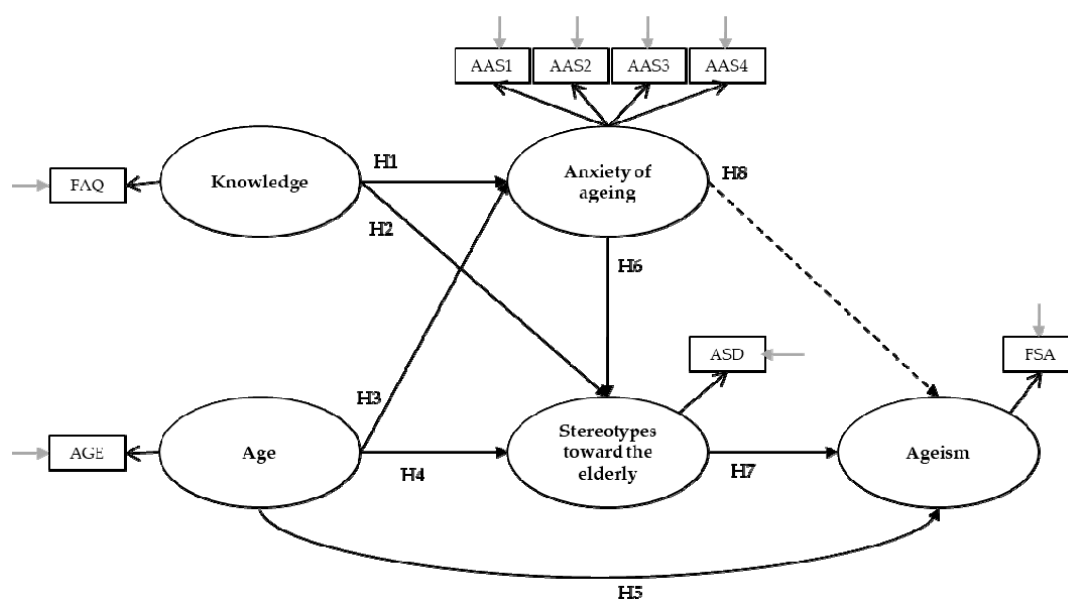 AAS1 AAS2 AAS3 AAS4
H1
H8
FAQ
Knowledge
Anxiety of
ageing
H2
H6
ASD
FSA
H3
AGE
Age
Stereotypes
toward the
elderly
Ageism
H4
H7
H5